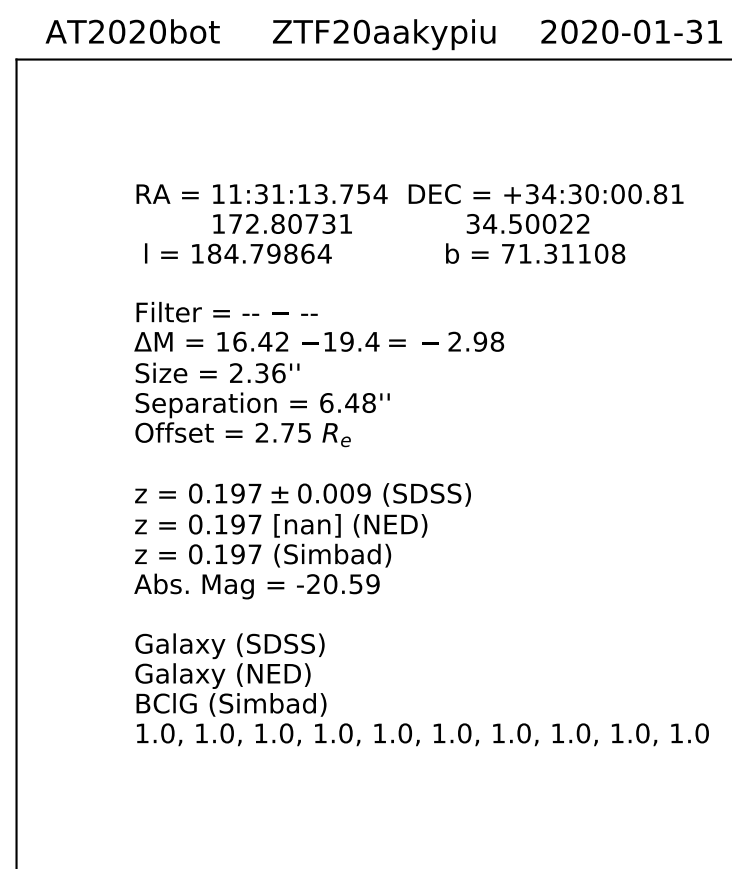 AT2020bot ZTF20aakypiu 2020-01-31
RA = 11:31:13.754 DEC = +34:30:00.81
172.80731 34.50022
l = 184.79864 b = 71.31108
Filter = -- − --
ΔM = 16.42 −19.4 = − 2.98
Size = 2.36''
Separation = 6.48''
Offset = 2.75 Rₑ
z = 0.197 ± 0.009 (SDSS)
z = 0.197 [nan] (NED)
z = 0.197 (Simbad)
Abs. Mag = -20.59
Galaxy (SDSS)
Galaxy (NED)
BClG (Simbad)
1.0, 1.0, 1.0, 1.0, 1.0, 1.0, 1.0, 1.0, 1.0, 1.0